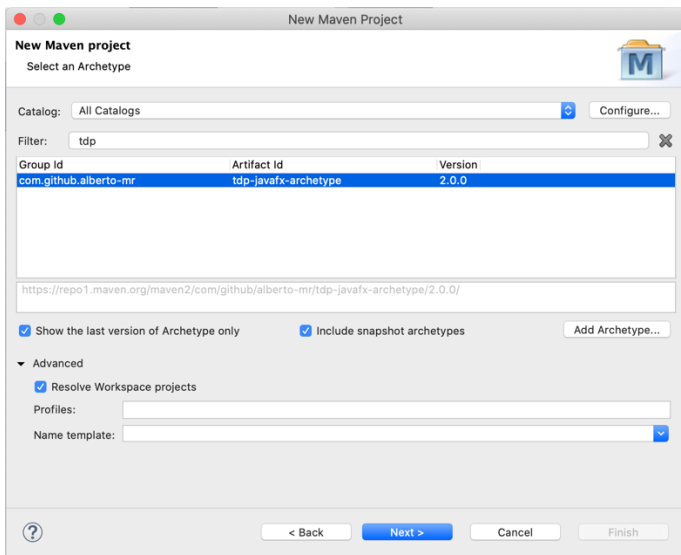 New Maven Project
New Maven project
Select an Archetype
M
Catalog: All Catalogs Configure...
Filter: tdp
Group Id Artifact Id Version
com.github.alberto-mr tdp-javafx-archetype 2.0.0
https://repo1.maven.org/maven2/com/github/alberto-mr/tdp-javafx-archetype/2.0.0/
Show the last version of Archetype only Include snapshot archetypes Add Archetype...
Advanced
Resolve Workspace projects
Profiles:
Name template:
? < Back Next > Cancel Finish